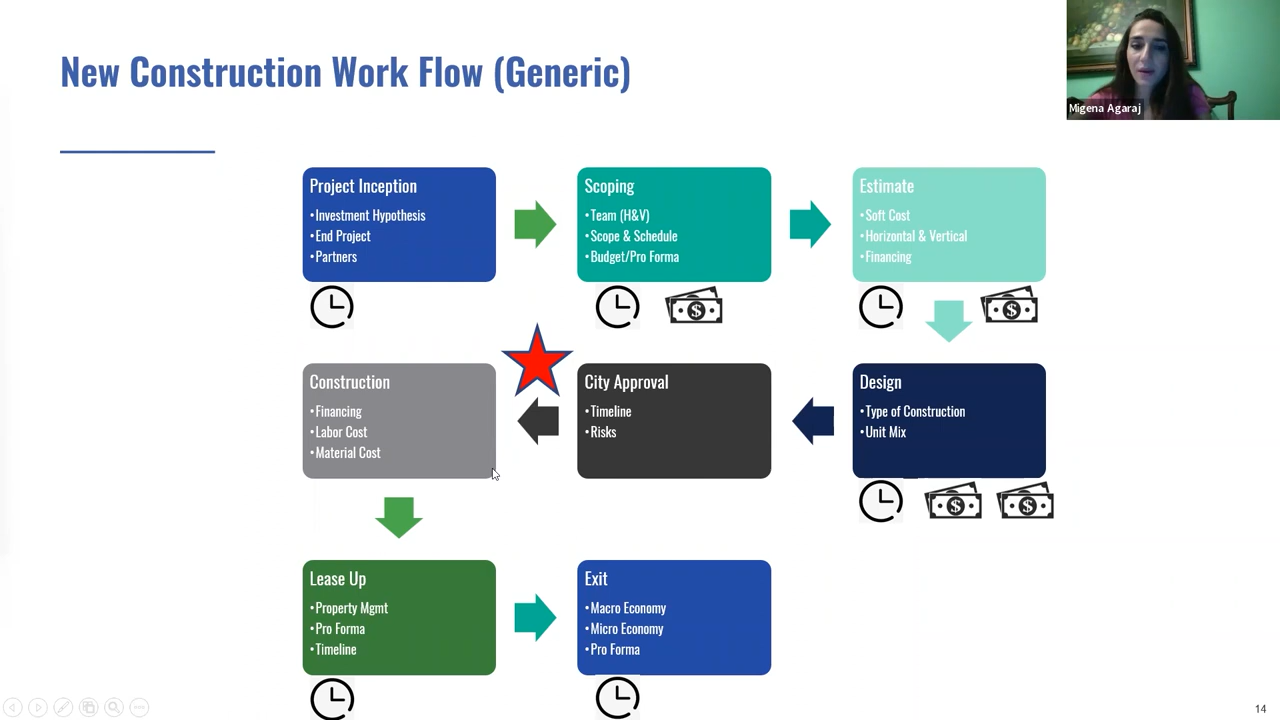 New Construction Work Flow (Generic)
Migena Agaraj
Project Inception
•Investment Hypothesis
•End Project
•Partners
Scoping
•Team (H&V)
•Scope & Schedule
•Budget/Pro Forma
Estimate
•Soft Cost
•Horizontal & Vertical
•Financing
Construction
•Financing
•Labor Cost
•Material Cost
City Approval
•Timeline
•Risks
Design
•Type of Construction
•Unit Mix
Lease Up
•Property Mgmt
•Pro Forma
•Timeline
Exit
•Macro Economy
•Micro Economy
•Pro Forma
14